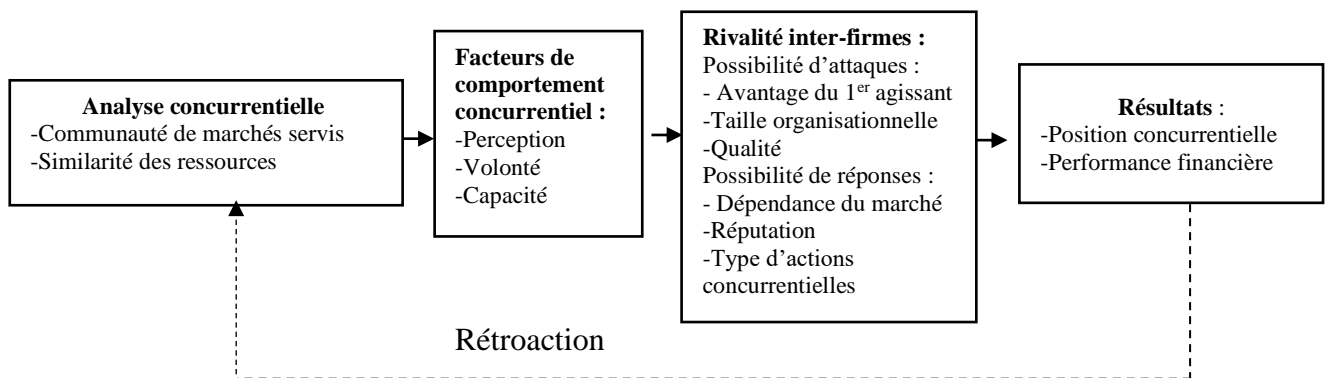 Analyse concurrentielle
-Communauté de marchés servis
-Similarité des ressources
Facteurs de
comportement
concurrentiel :
-Perception
-Volonté
-Capacité
Rivalité inter-firmes :
Possibilité d’attaques :
- Avantage du 1er agissant
-Taille organisationnelle
-Qualité
Possibilité de réponses :
- Dépendance du marché
-Réputation
-Type d’actions
concurrentielles
Résultats :
-Position concurrentielle
-Performance financière
Rétroaction